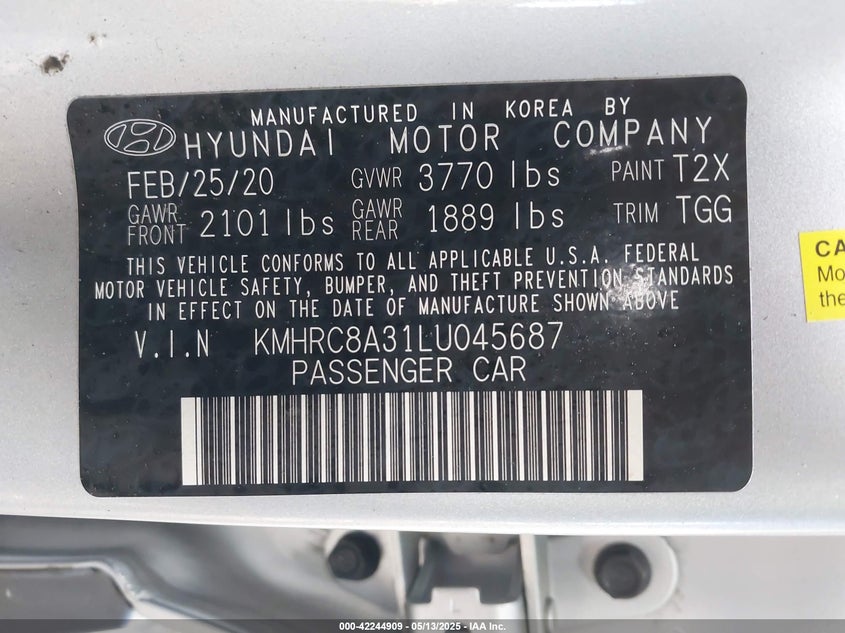 MANUFACTURED IN KOREA BY
HYUNDAI MOTOR COMPANY
FEB/25/20 GVWR 3770 lbs PAINT T2X
GAWR FRONT 2101 lbs GAWR REAR 1889 lbs TRIM TGG
THIS VEHICLE CONFORMS TO ALL APPLICABLE U.S.A. FEDERAL
MOTOR VEHICLE SAFETY, BUMPER, AND THEFT PREVENTION STANDARDS
IN EFFECT ON THE DATE OF MANUFACTURE SHOWN ABOVE
V.I.N KMHRC8A31LU045687
PASSENGER CAR
CA
Mo
the
000-42244909 - 05/13/2025 - IAA Inc.